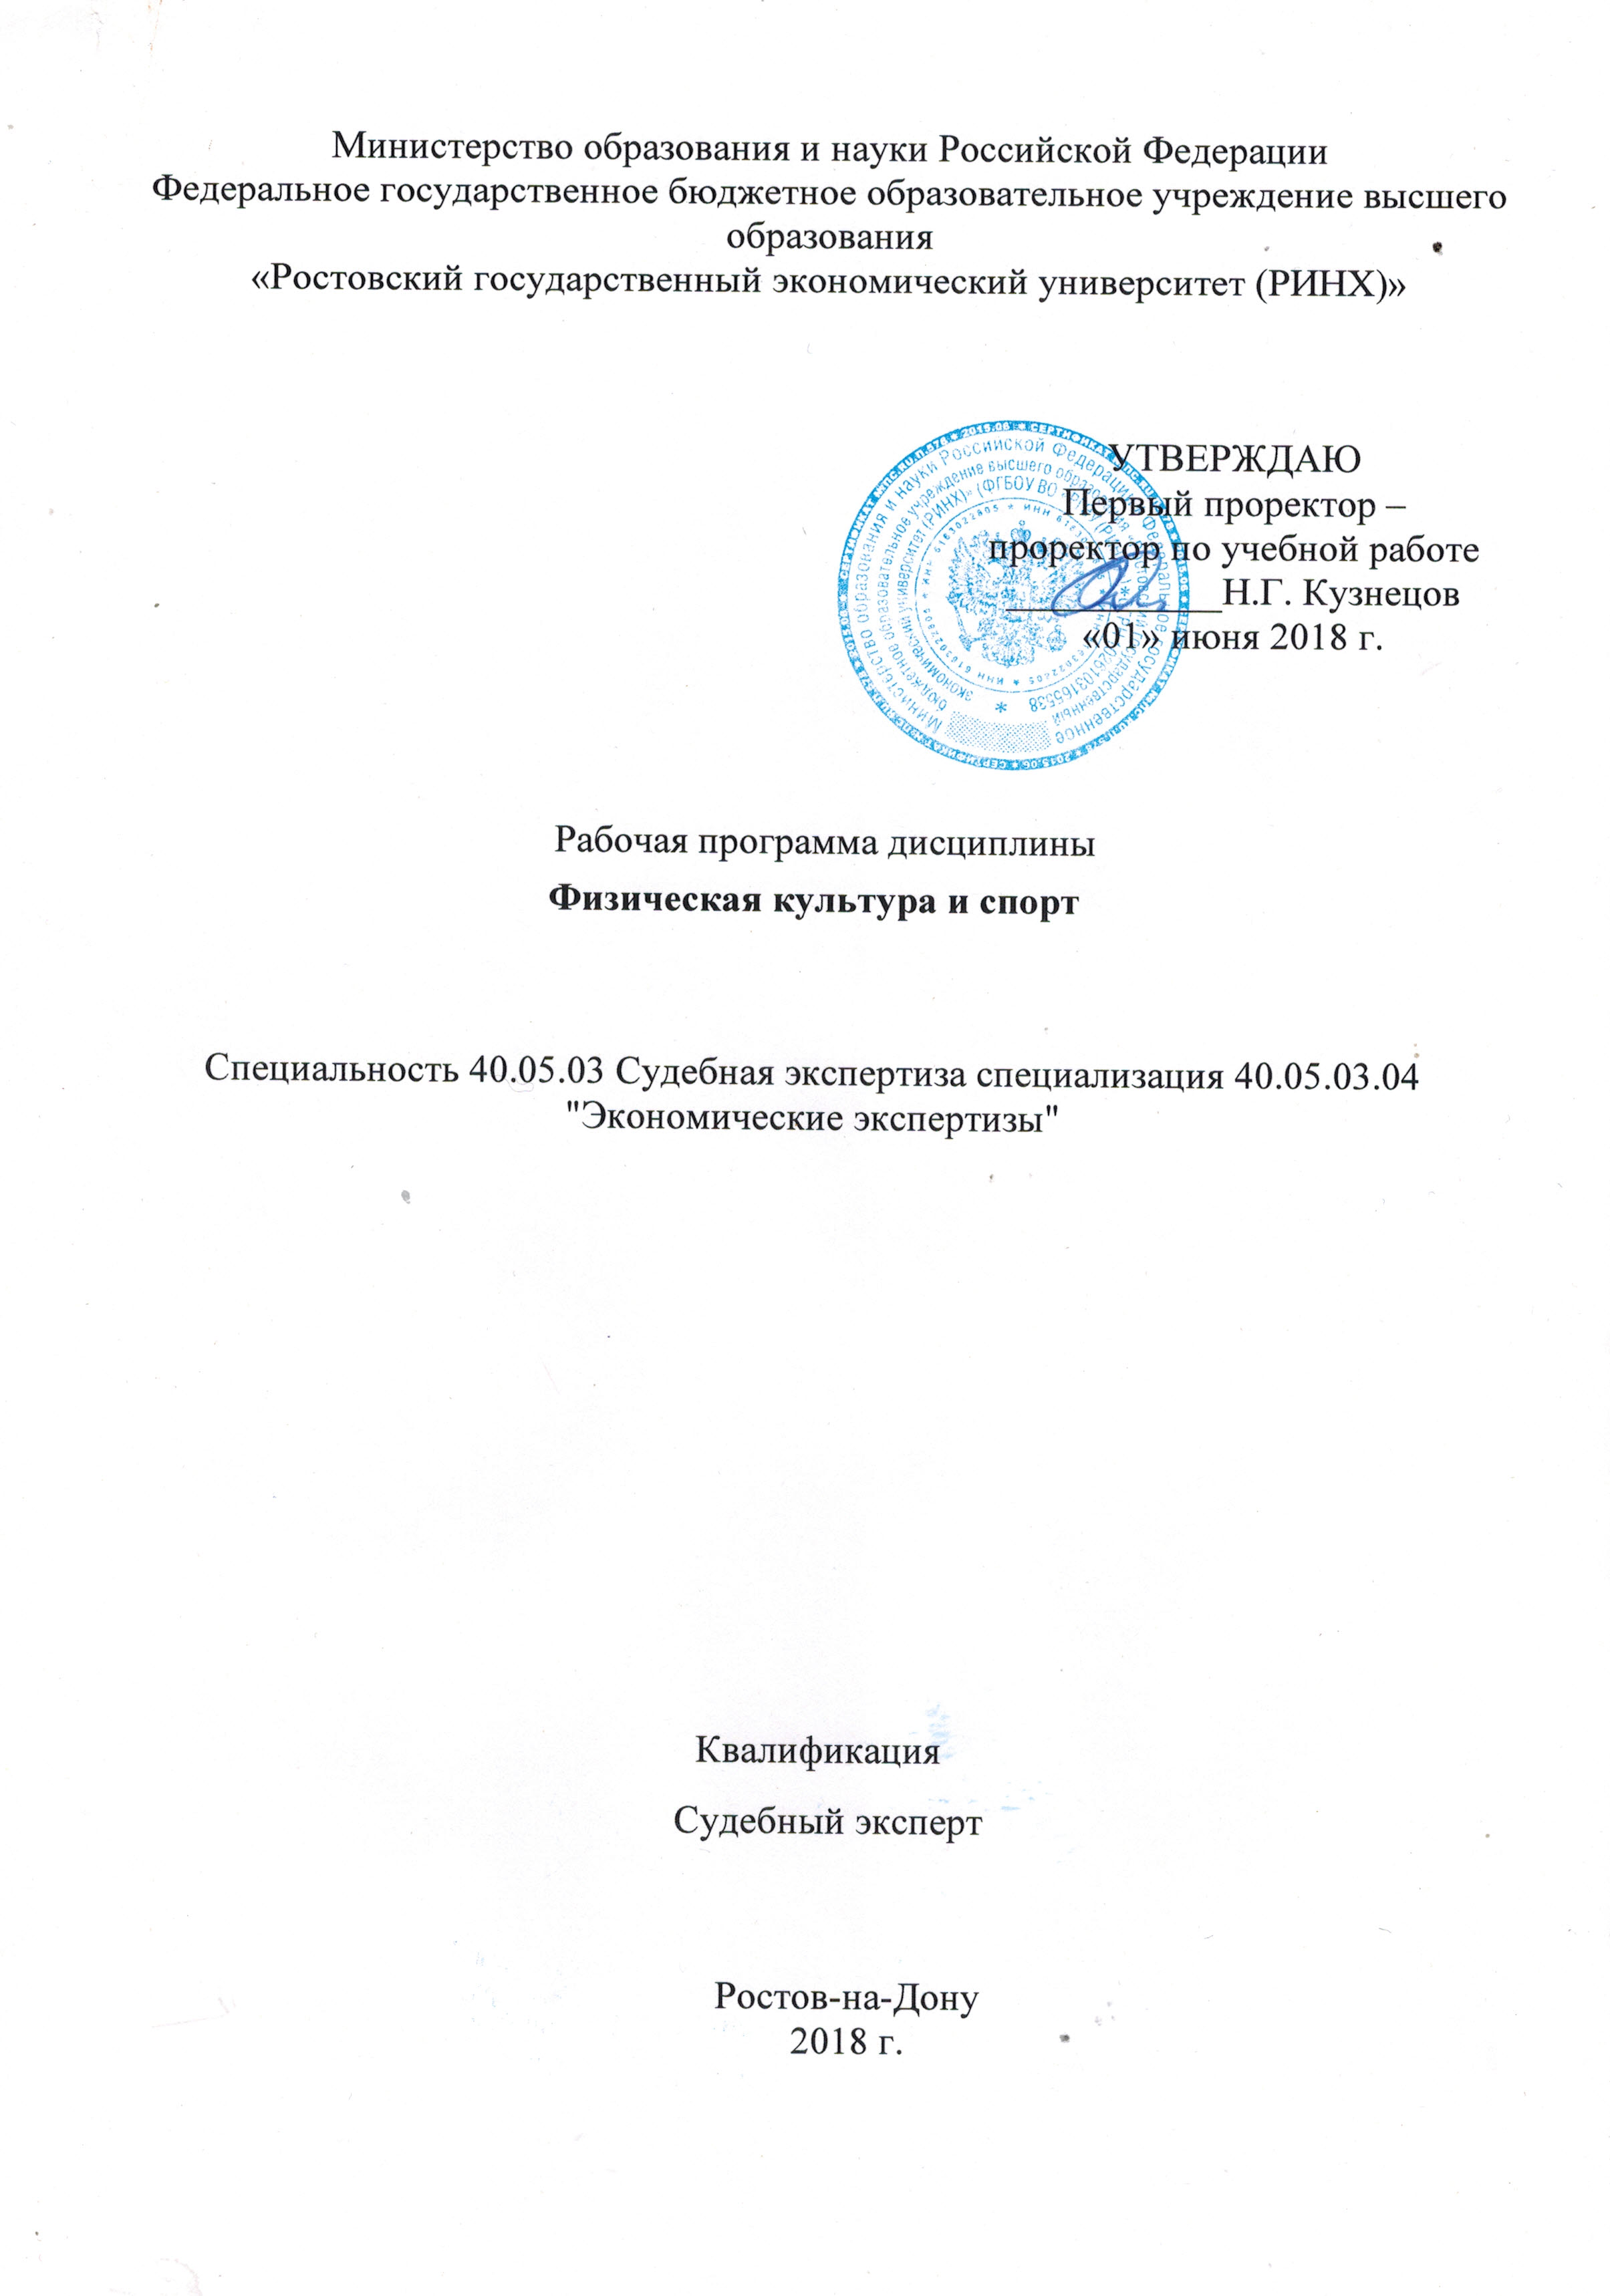 Министерство образования и науки Российской Федерации
Федеральное государственное бюджетное образовательное учреждение высшего
образования
«Ростовский государственный экономический университет (РИНХ)»
УТВЕРЖДАЮ
Первый проректор –
проректор по учебной работе
Н.Г. Кузнецов
«01» июня 2018 г.
Рабочая программа дисциплины
Физическая культура и спорт
Специальность 40.05.03 Судебная экспертиза специализация 40.05.03.04
"Экономические экспертизы"
Квалификация
Судебный эксперт
Ростов-на-Дону
2018 г.